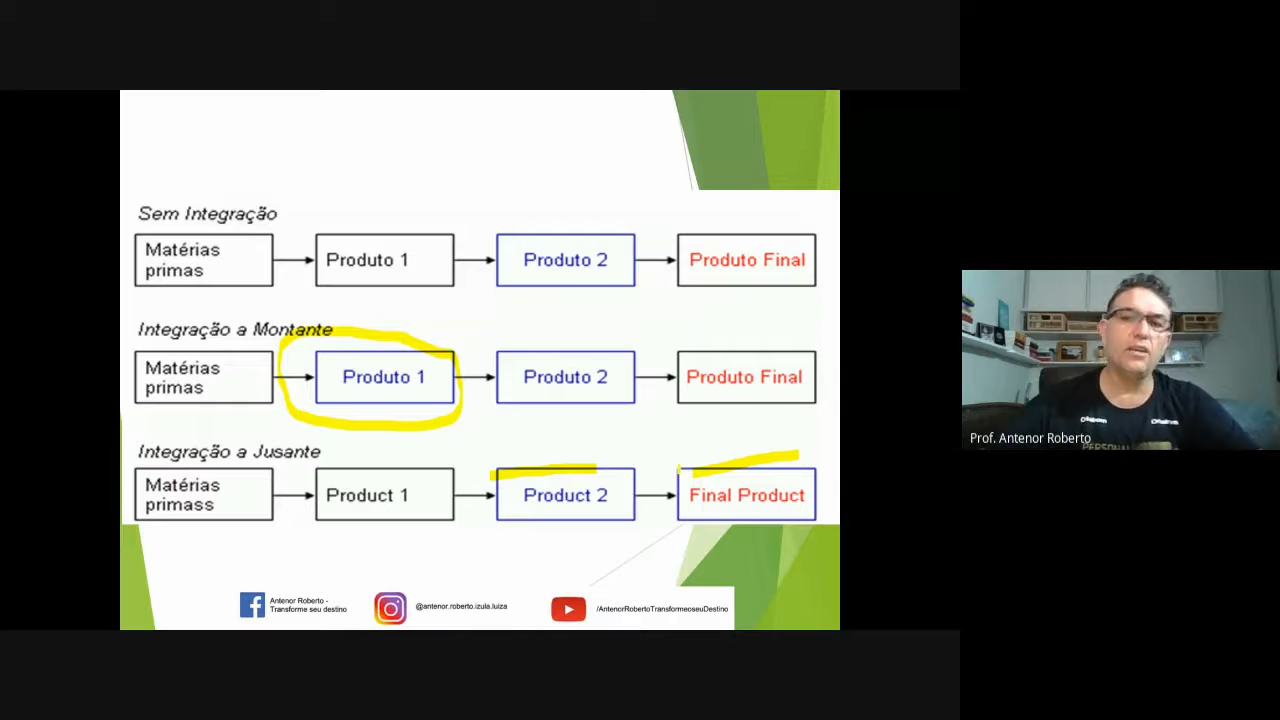 Sem Integração
Matérias
primas
Produto 1
Produto 2
Produto Final
Integração a Montante
Matérias
primas
Produto 1
Produto 2
Produto Final
Integração a Jusante
Matérias
primass
Product 1
Product 2
Final Product
Antenor Roberto -
Transforme seu destino
@antenor.roberto.izula.luiza
/AntenorRobertoTransformeoseuDestino
Prof. Antenor Roberto
PERSONAL